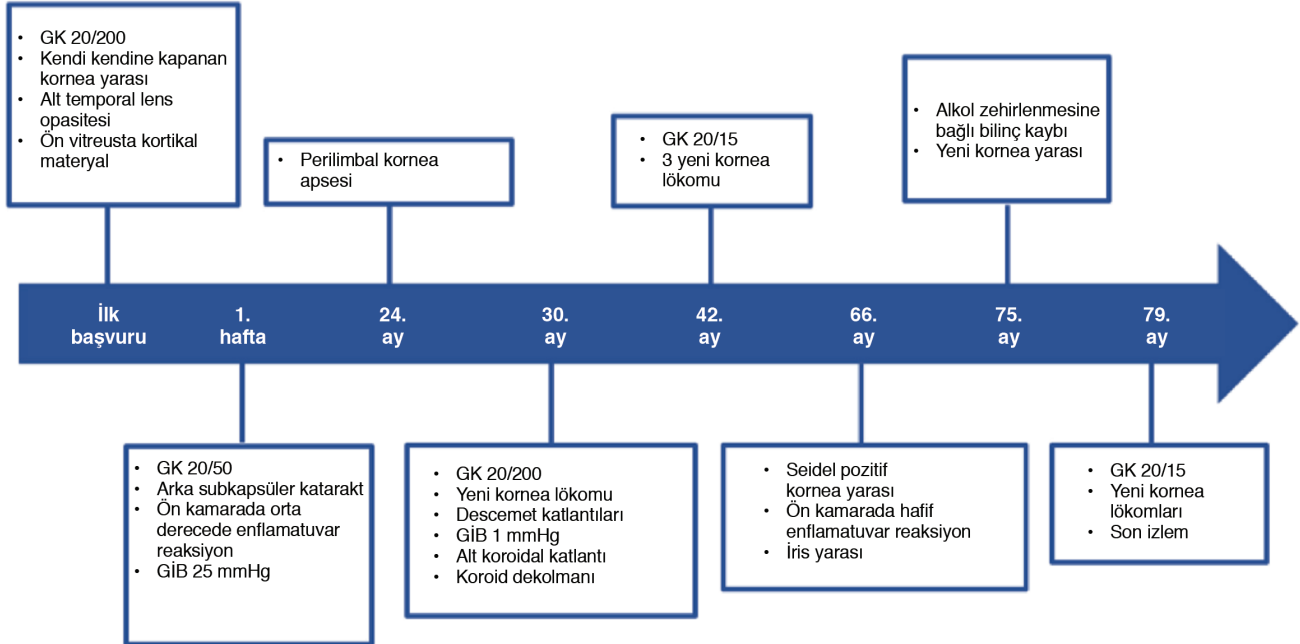 • GK 20/200
• Kendi kendine kapanan
kornea yarası
• Alt temporal lens
opasitesi
• Ön vitreusta kortikal
materyal
• Perilimbal kornea
apsesi
• GK 20/15
• 3 yeni kornea
lökomu
• Alkol zehirlenmesine
bağlı bilinç kaybı
• Yeni kornea yarası
İlk
başvuru
1.
hafta
24.
ay
30.
ay
42.
ay
66.
ay
75.
ay
79.
ay
• GK 20/50
• Arka subkapsüler katarakt
• Ön kamarada orta
derecede enflamatuvar
reaksiyon
• GİB 25 mmHg
• GK 20/200
• Yeni kornea lökomu
• Descemet katlantıları
• GİB 1 mmHg
• Alt koroidal katlantı
• Koroid dekolmanı
• Seidel pozitif
kornea yarası
• Ön kamarada hafif
enflamatuvar reaksiyon
• İris yarası
• GK 20/15
• Yeni kornea
lökomları
• Son izlem